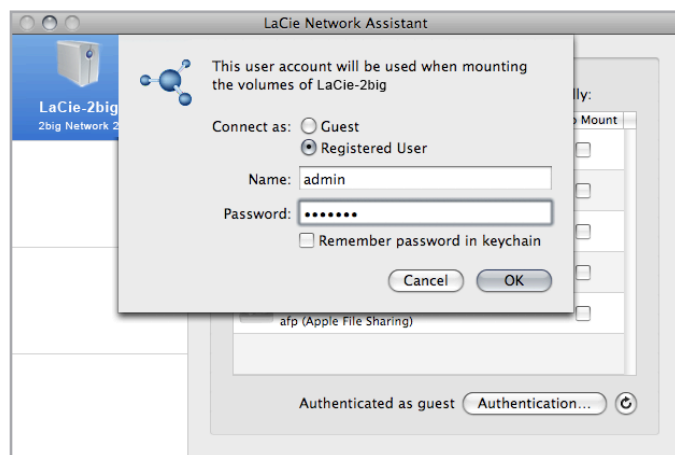 LaCie Network Assistant
This user account will be used when mounting
the volumes of LaCie-2big
LaCie-2big
2big Network 2
lly:
Mount
Connect as: Guest
Registered User
Name: admin
Password: •••••••
Remember password in keychain
Cancel OK
afp (Apple File Sharing)
Authenticated as guest Authentication...